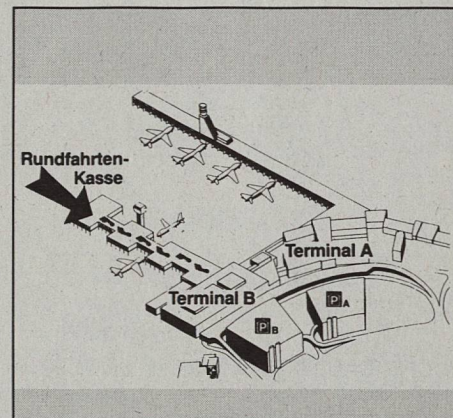 Rundfahrten-
Kasse
Terminal A
Terminal B
P A
P B